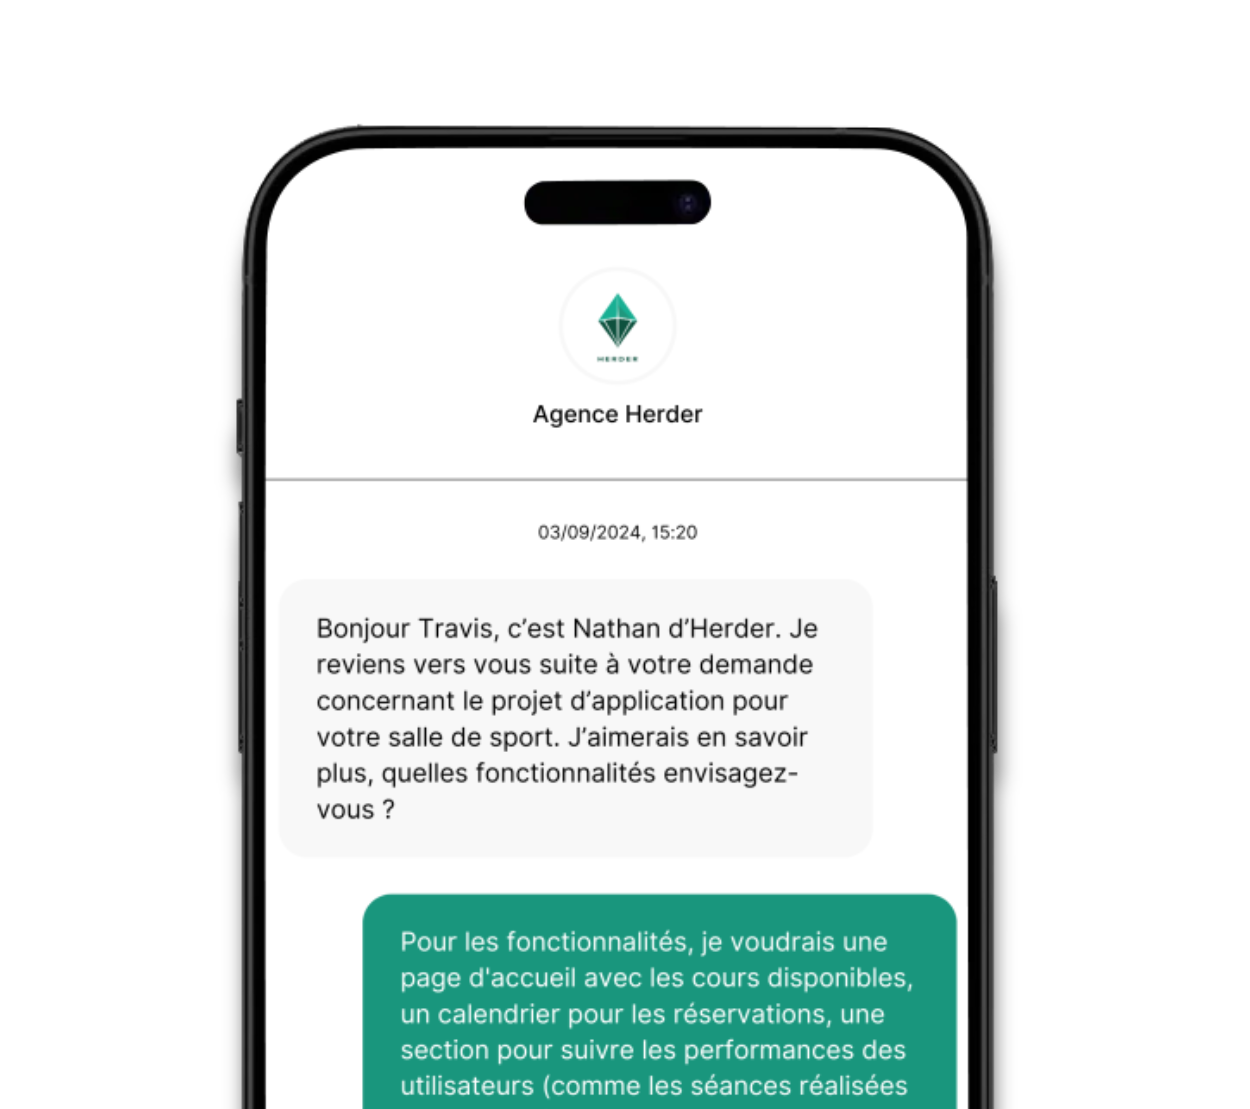 HERDER
Agence Herder
03/09/2024, 15:20
Bonjour Travis, c’est Nathan d’Herder. Je
reviens vers vous suite à votre demande
concernant le projet d’application pour
votre salle de sport. J’aimerais en savoir
plus, quelles fonctionnalités envisagez-
vous ?
Pour les fonctionnalités, je voudrais une
page d'accueil avec les cours disponibles,
un calendrier pour les réservations, une
section pour suivre les performances des
utilisateurs (comme les séances réalisées